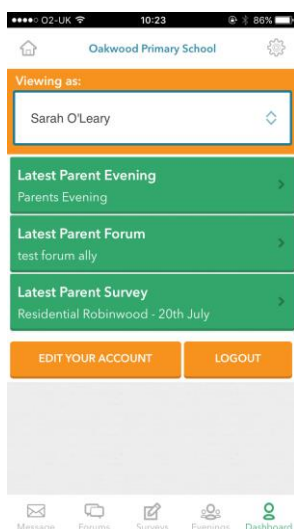 O2-UK 10:23 86%
Oakwood Primary School
Viewing as:
Sarah O'Leary
Latest Parent Evening
Parents Evening
Latest Parent Forum
test forum ally
Latest Parent Survey
Residential Robinwood - 20th July
EDIT YOUR ACCOUNT LOGOUT
Message Forums Surveys Evenings Dashboard